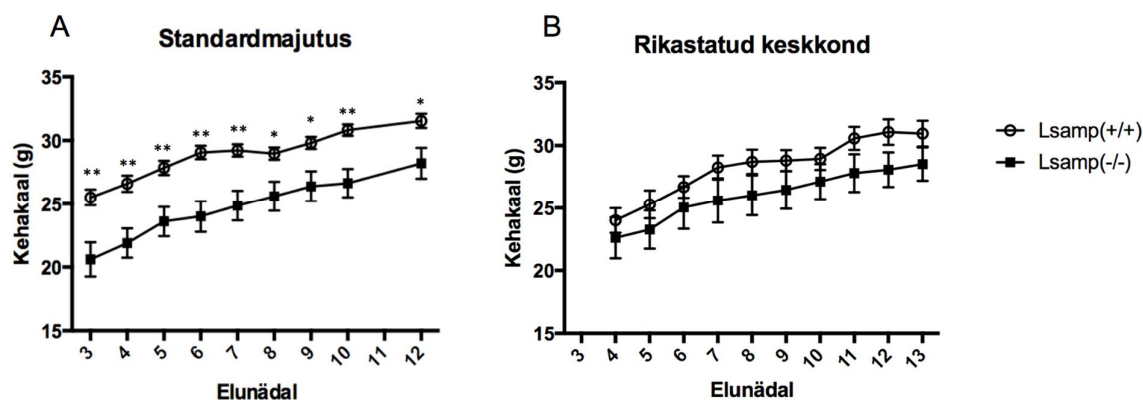 A
Standardmajutus
35
30
25
20
15
Kehakaal (g)
** ** ** ** ** * * ** *
3 4 5 6 7 8 9 10 11 12
Elunädal
B
Rikastatud keskkond
35
30
25
20
15
Kehakaal (g)
3 4 5 6 7 8 9 10 11 12 13
Elunädal
Lsamp(+/+)
Lsamp(-/-)